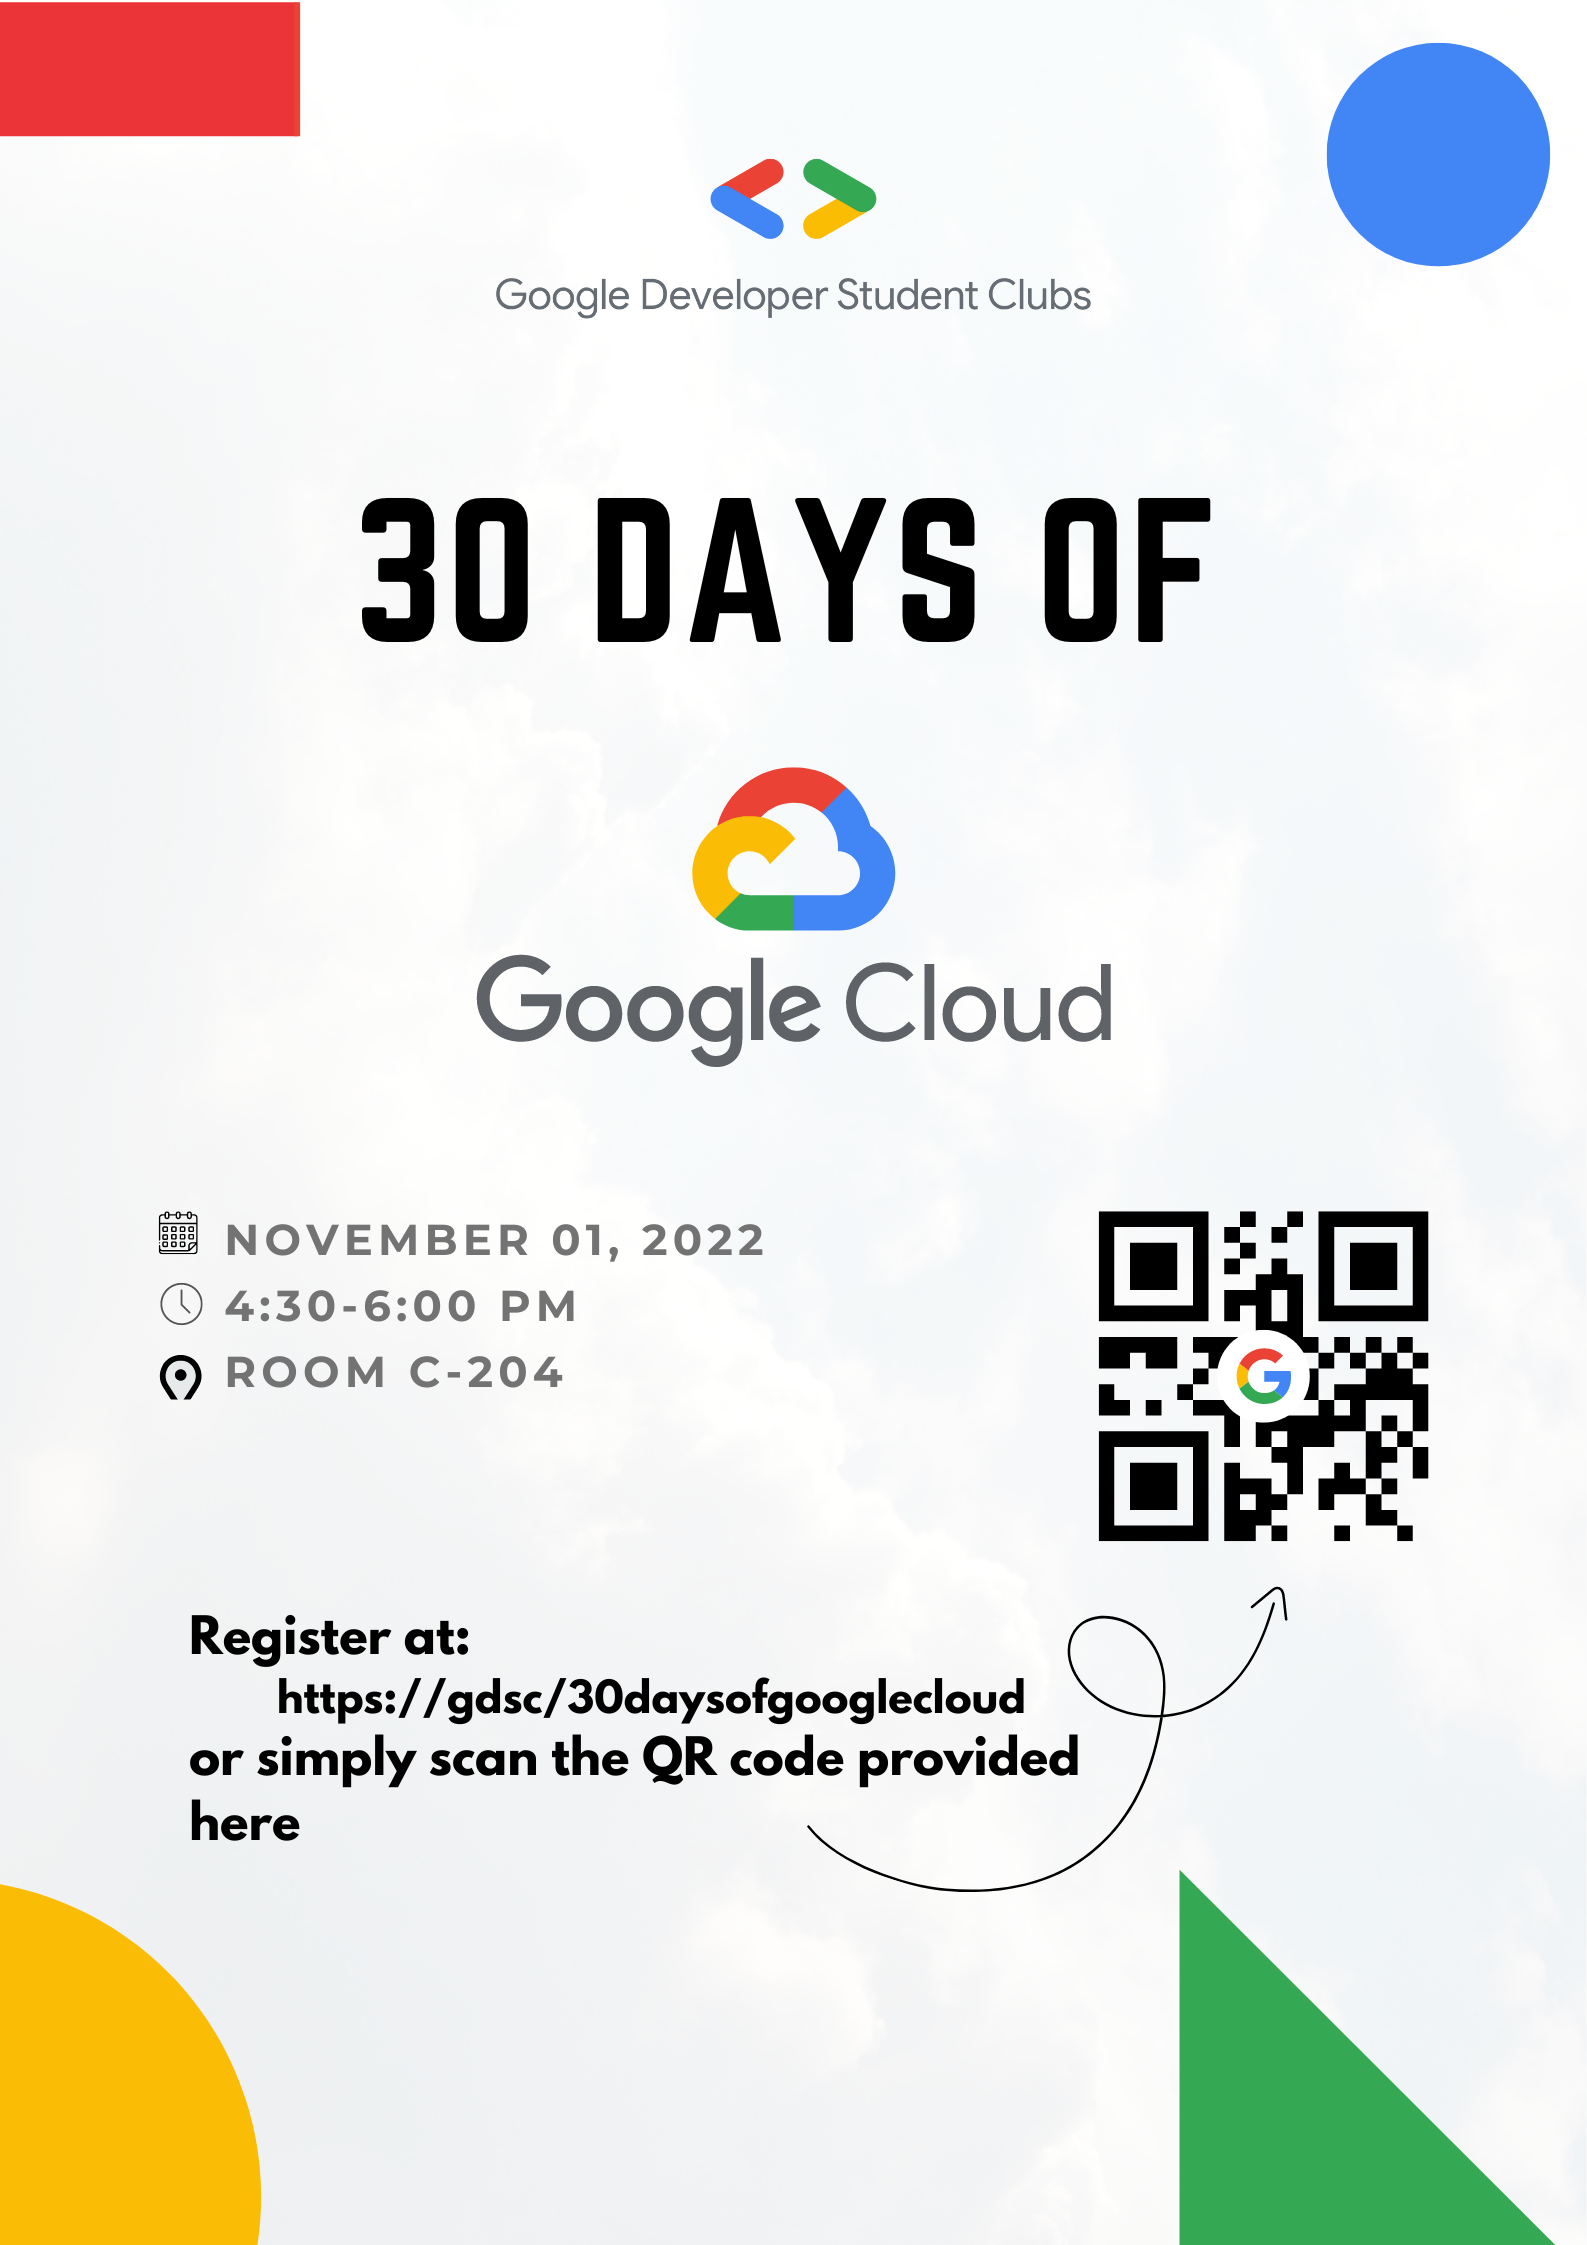 Google Developer Student Clubs
30 DAYS OF
Google Cloud
NOVEMBER 01, 2022
4:30-6:00 PM
ROOM C-204
G
Register at:
https://gdsc/30daysofgooglecloud
or simply scan the QR code provided
here